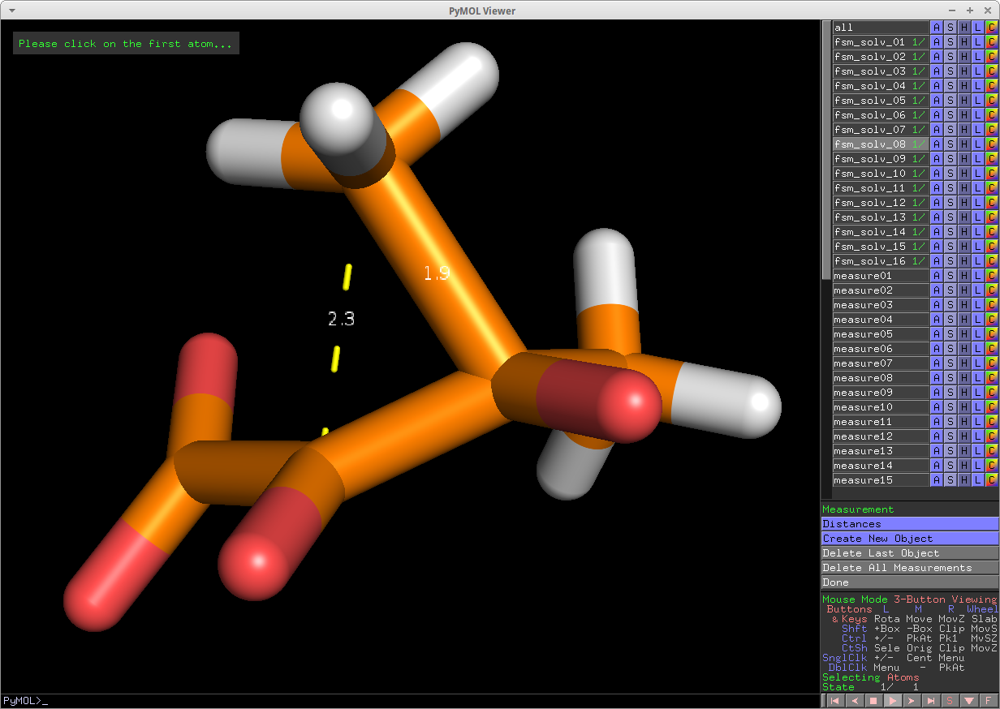 PyMOL Viewer
Please click on the first atom...
1.9
2.3
all A S H L C
fsm_solv_01 1/ A S H L C
fsm_solv_02 1/ A S H L C
fsm_solv_03 1/ A S H L C
fsm_solv_04 1/ A S H L C
fsm_solv_05 1/ A S H L C
fsm_solv_06 1/ A S H L C
fsm_solv_07 1/ A S H L C
fsm_solv_08 1/ A S H L C
fsm_solv_09 1/ A S H L C
fsm_solv_10 1/ A S H L C
fsm_solv_11 1/ A S H L C
fsm_solv_12 1/ A S H L C
fsm_solv_13 1/ A S H L C
fsm_solv_14 1/ A S H L C
fsm_solv_15 1/ A S H L C
fsm_solv_16 1/ A S H L C
measure01 A S H L C
measure02 A S H L C
measure03 A S H L C
measure04 A S H L C
measure05 A S H L C
measure06 A S H L C
measure07 A S H L C
measure08 A S H L C
measure09 A S H L C
measure10 A S H L C
measure11 A S H L C
measure12 A S H L C
measure13 A S H L C
measure14 A S H L C
measure15 A S H L C
Measurement
Distances
Create New Object
Delete Last Object
Delete All Measurements
Done
Mouse Mode 3-Button Viewing
Buttons L M R Wheel
& Keys Rota Move MovZ Slab
Shft +Box -Box Clip MovS
Ctrl +/- PkAt Pk1 MvSZ
CtSh Sele Orig Clip MovZ
SnglClk +/- Cent Menu
DblClk Menu - PkAt
Selecting Atoms
State 1/ 1
PyMOL>_
S F